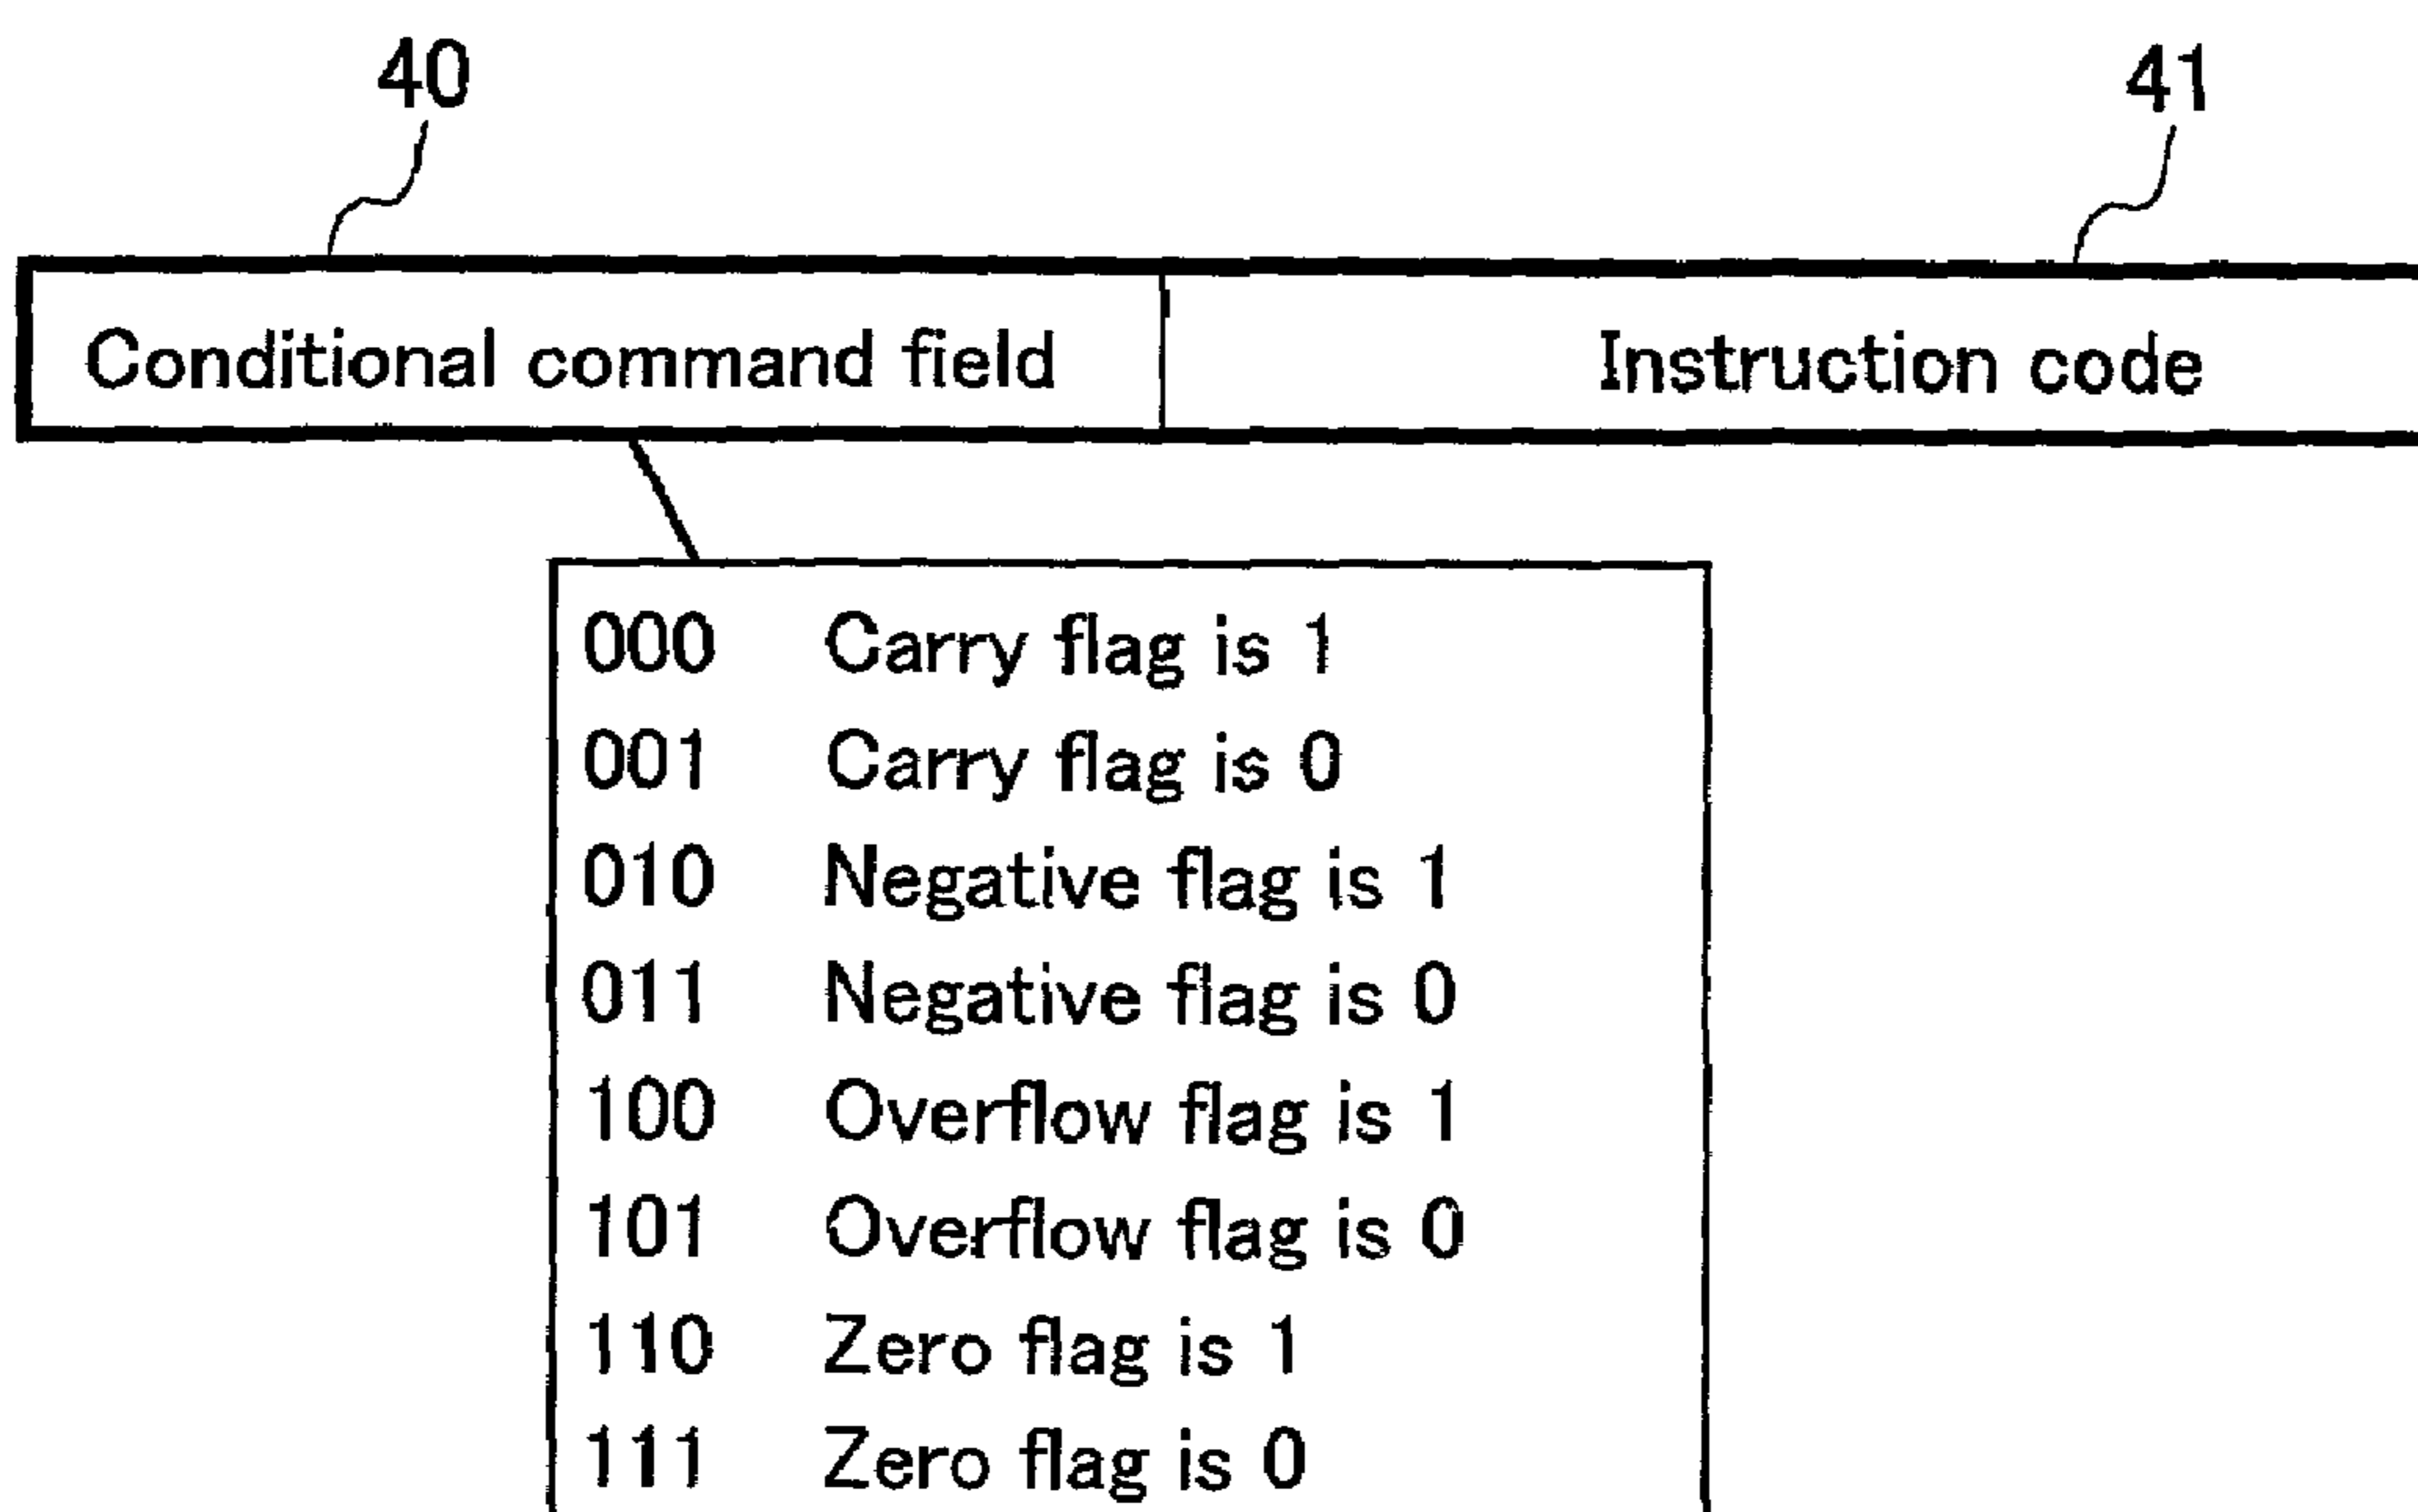 40 41
Conditional command field Instruction code
000 Carry flag is 1
001 Carry flag is 0
010 Negative flag is 1
011 Negative flag is 0
100 Overflow flag is 1
101 Overflow flag is 0
110 Zero flag is 1
111 Zero flag is 0